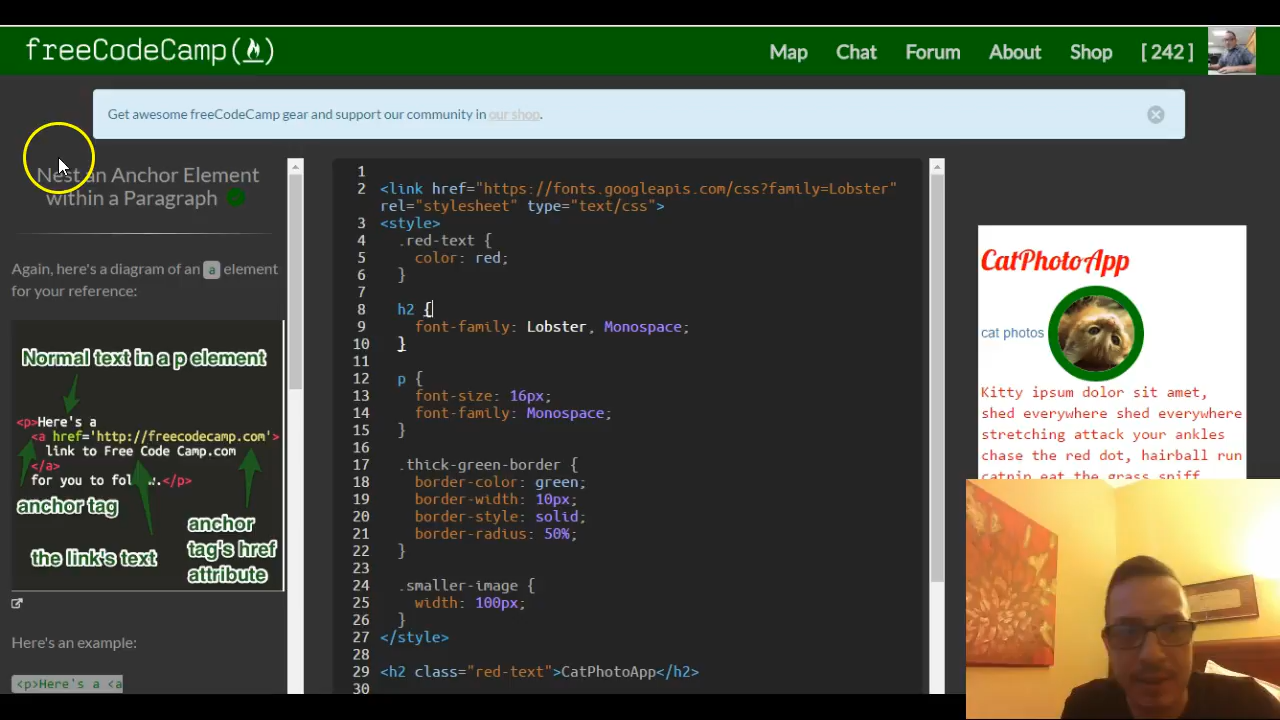 freeCodeCamp(🔥)
Map Chat Forum About Shop [ 242 ]
Get awesome freeCodeCamp gear and support our community in our shop.
Nest an Anchor Element
within a Paragraph
Again, here's a diagram of an a element
for your reference:
Normal text in a p element
<p>Here's a
<a href='http://freecodecamp.com'>
link to Free Code Camp.com
</a>
for you to follow.</p>
anchor tag
the link's text
anchor
tag's href
attribute
Here's an example:
<p>Here's a <a
1
2 <link href="https://fonts.googleapis.com/css?family=Lobster"
rel="stylesheet" type="text/css">
3 <style>
4 .red-text {
5 color: red;
6 }
7
8 h2 {
9 font-family: Lobster, Monospace;
10 }
11
12 p {
13 font-size: 16px;
14 font-family: Monospace;
15 }
16
17 .thick-green-border {
18 border-color: green;
19 border-width: 10px;
20 border-style: solid;
21 border-radius: 50%;
22 }
23
24 .smaller-image {
25 width: 100px;
26 }
27 </style>
28
29 <h2 class="red-text">CatPhotoApp</h2>
30
CatPhotoApp
cat photos
Kitty ipsum dolor sit amet,
shed everywhere shed everywhere
stretching attack your ankles
chase the red dot, hairball run
catnip eat the grass sniff